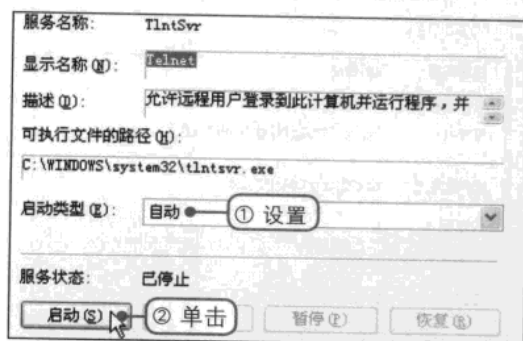 服务名称: TlntSvr
显示名称(N): Telnet
描述(D): 允许远程用户登录到此计算机并运行程序，并
可执行文件的路径(H):
C:\WINDOWS\system32\tlntsvr.exe
启动类型(E): 自动 ① 设置
服务状态: 已停止
启动(S) ② 单击 暂停(P) 恢复(R)